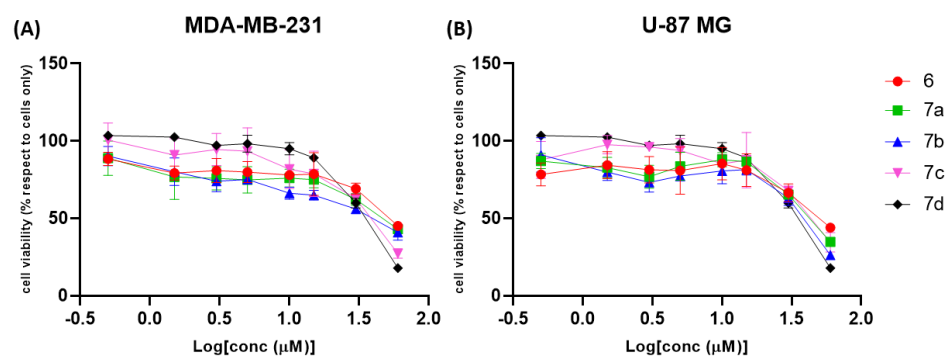 (A)
MDA-MB-231
150
100
50
0
-0.5
0.0
0.5
1.0
1.5
2.0
cell viability (% respect to cells only)
Log[conc (μM)]
(B)
U-87 MG
150
100
50
0
-0.5
0.0
0.5
1.0
1.5
2.0
cell viability (% respect to cells only)
Log[conc (μM)]
6
7a
7b
7c
7d